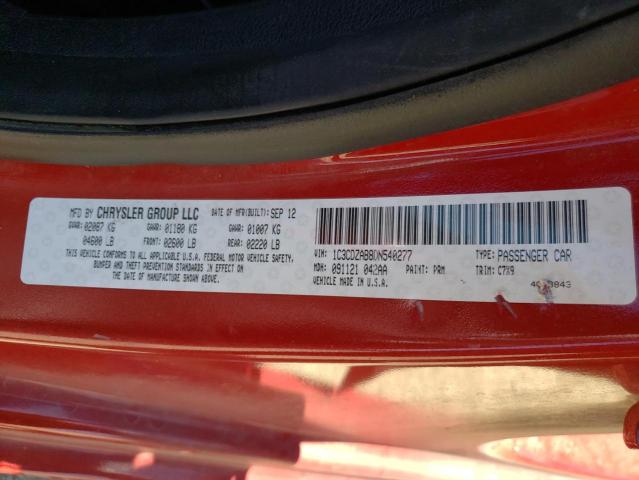 MFD BY CHRYSLER GROUP LLC DATE OF MFR(BUILT): SEP 12
GVWR: 02087 KG GAWR: 01180 KG GAWR: 01007 KG
04600 LB FRONT: 02600 LB REAR: 02220 LB
THIS VEHICLE CONFORMS TO ALL APPLICABLE U.S.A. FEDERAL MOTOR VEHICLE SAFETY,
BUMPER AND THEFT PREVENTION STANDARDS IN EFFECT ON
THE DATE OF MANUFACTURE SHOWN ABOVE.
VIN: 1C3CDZAB8DN540277 TYPE: PASSENGER CAR
MDH: 091121 042AA PAINT: PRM TRIM: C7X9
VEHICLE MADE IN U.S.A.